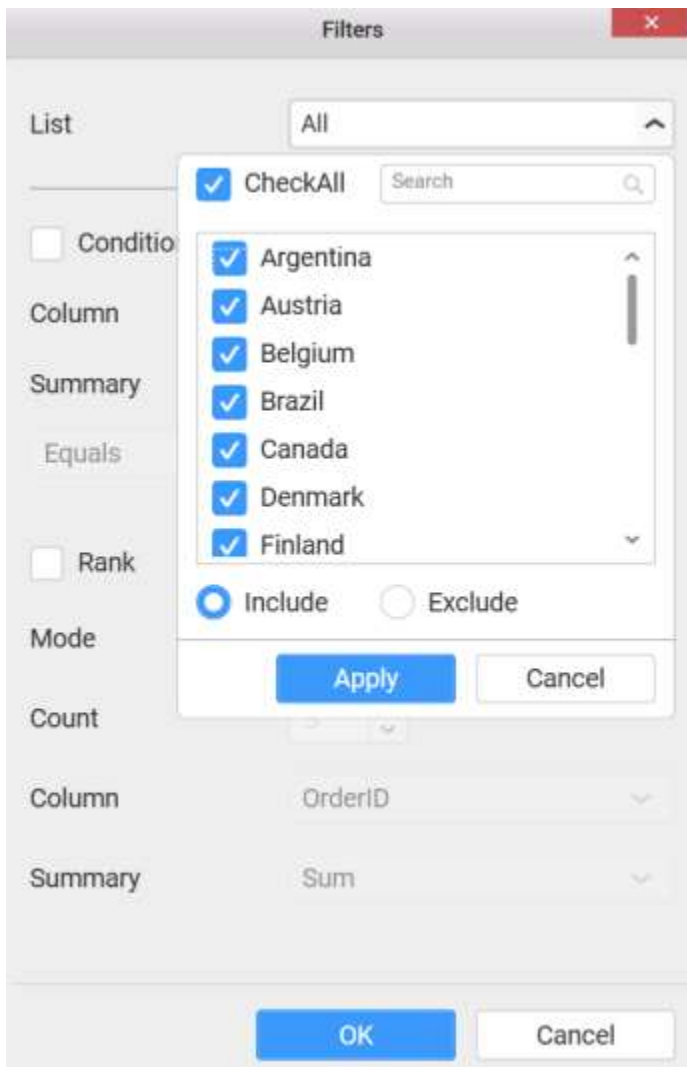 Filters
List All
CheckAll Search
Conditio
Argentina
Column
Austria
Belgium
Summary
Brazil
Equals
Canada
Denmark
Rank
Finland
Include Exclude
Mode
Apply Cancel
Count
Column OrderID
Summary Sum
OK Cancel